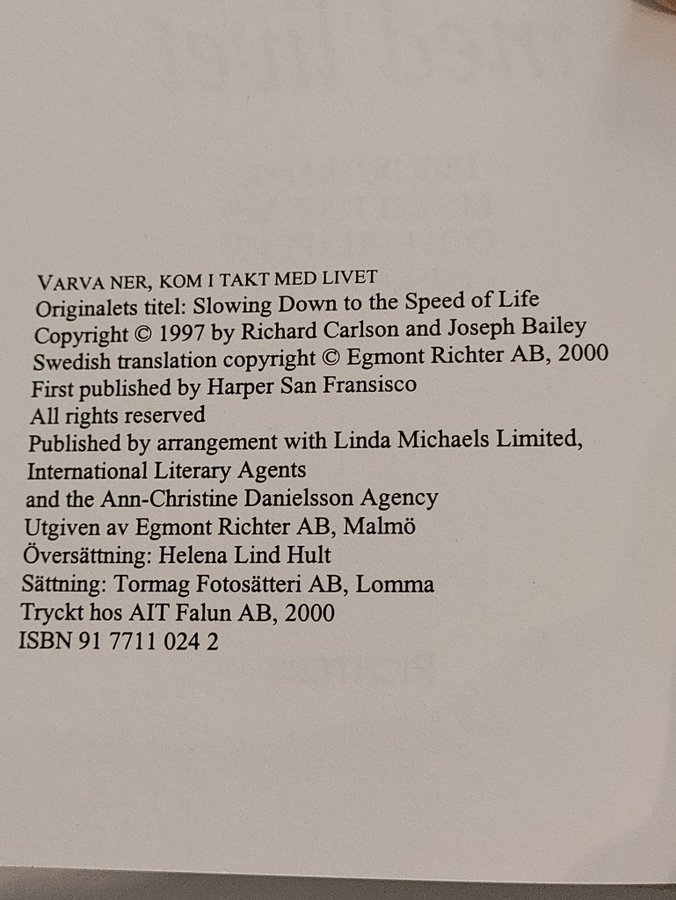 VARVA NER, KOM I TAKT MED LIVET
Originalets titel: Slowing Down to the Speed of Life
Copyright © 1997 by Richard Carlson and Joseph Bailey
Swedish translation copyright © Egmont Richter AB, 2000
First published by Harper San Fransisco
All rights reserved
Published by arrangement with Linda Michaels Limited,
International Literary Agents
and the Ann-Christine Danielsson Agency
Utgiven av Egmont Richter AB, Malmö
Översättning: Helena Lind Hult
Sättning: Tormag Fotosätteri AB, Lomma
Tryckt hos AIT Falun AB, 2000
ISBN 91 7711 024 2